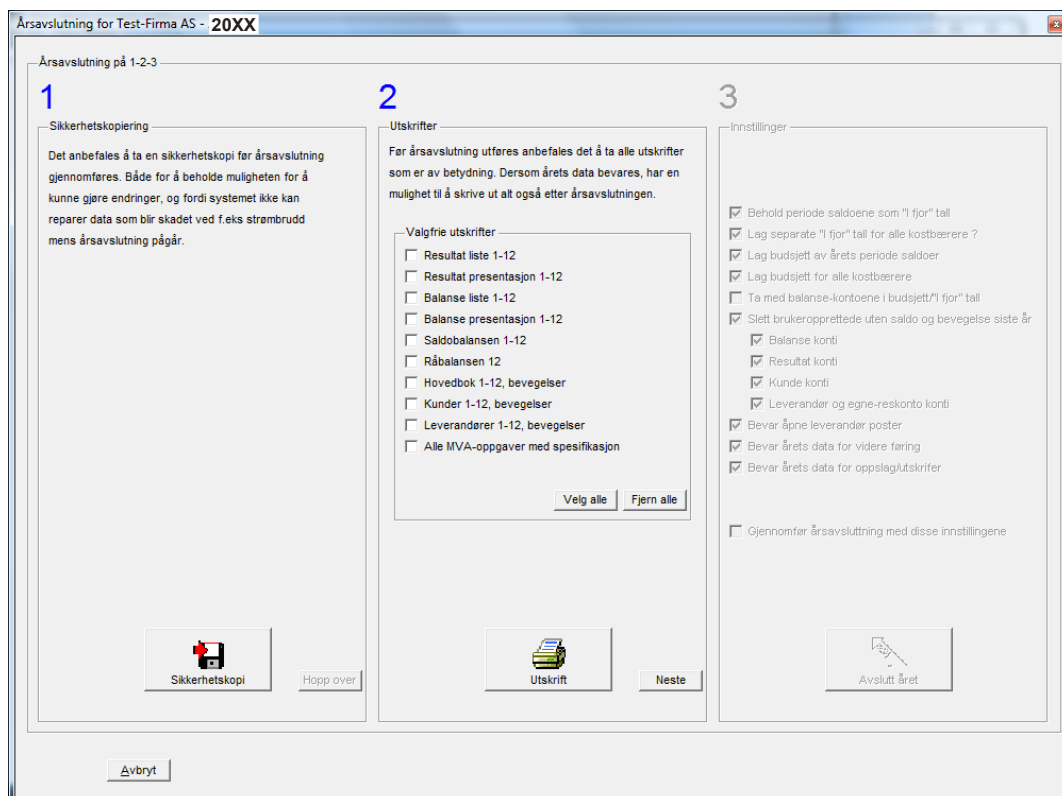 Årsavslutning for Test-Firma AS - 20XX
x
Årsavslutning på 1-2-3
1
Sikkerhetskopiering
Det anbefales å ta en sikkerhetskopi før årsavslutning
gjennomføres. Både for å beholde muligheten for å
kunne gjøre endringer, og fordi systemet ikke kan
reparer data som blir skadet ved f.eks strømbrudd
mens årsavslutning pågår.
Sikkerhetskopi
Hopp over
2
Utskrifter
Før årsavslutning utføres anbefales det å ta alle utskrifter
som er av betydning. Dersom årets data bevares, har en
mulighet til å skrive ut alt også etter årsavslutningen.
Valgfrie utskrifter
Resultat liste 1-12
Resultat presentasjon 1-12
Balanse liste 1-12
Balanse presentasjon 1-12
Saldobalansen 1-12
Råbalansen 12
Hovedbok 1-12, bevegelser
Kunder 1-12, bevegelser
Leverandører 1-12, bevegelser
Alle MVA-oppgaver med spesifikasjon
Velg alle
Fjern alle
Utskrift
Neste
3
Innstillinger
Behold periode saldoene som "I fjor" tall
Lag separate "I fjor" tall for alle kostbærere ?
Lag budsjett av årets periode saldoer
Lag budsjett for alle kostbærere
Ta med balanse-kontoene i budsjett/"I fjor" tall
Slett brukeropprettede uten saldo og bevegelse siste år
Balanse konti
Resultat konti
Kunde konti
Leverandør og egne-reskonto konti
Bevar åpne leverandør poster
Bevar årets data for videre føring
Bevar årets data for oppslag/utskrifer
Gjennomfør årsavsluttning med disse innstillingene
Avslutt året
Avbryt